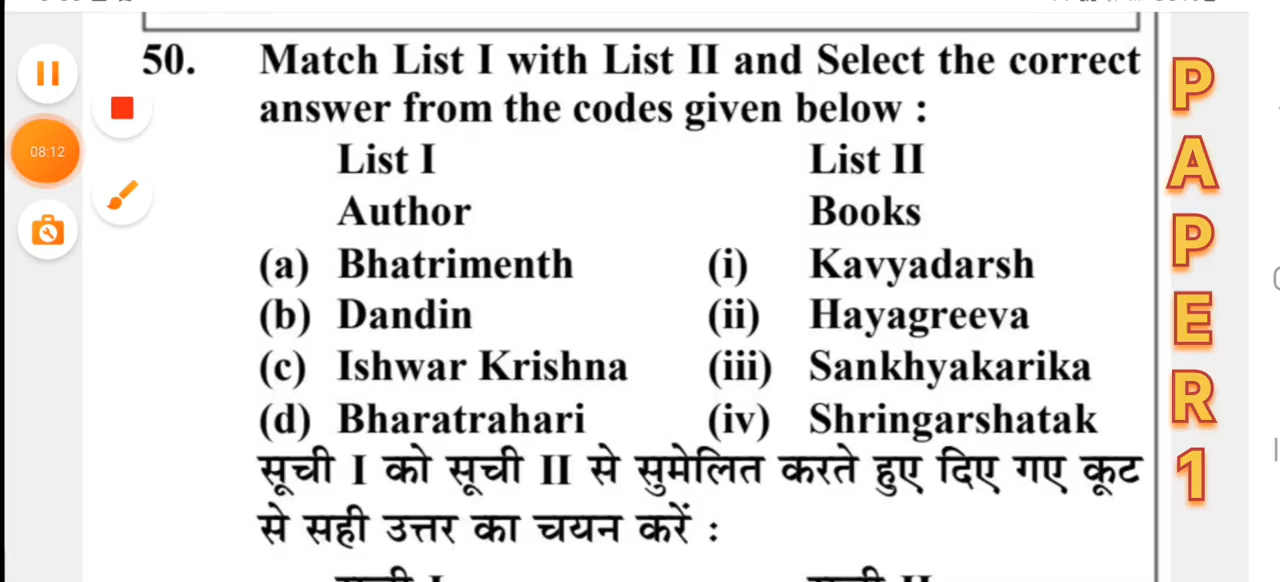 08:12
50. Match List I with List II and Select the correct
answer from the codes given below :
List I List II
Author Books
(a) Bhatrimenth (i) Kavyadarsh
(b) Dandin (ii) Hayagreeva
(c) Ishwar Krishna (iii) Sankhyakarika
(d) Bharatrahari (iv) Shringarshatak
सूची I को सूची II से सुमेलित करते हुए दिए गए कूट
से सही उत्तर का चयन करें :
PAPER 1